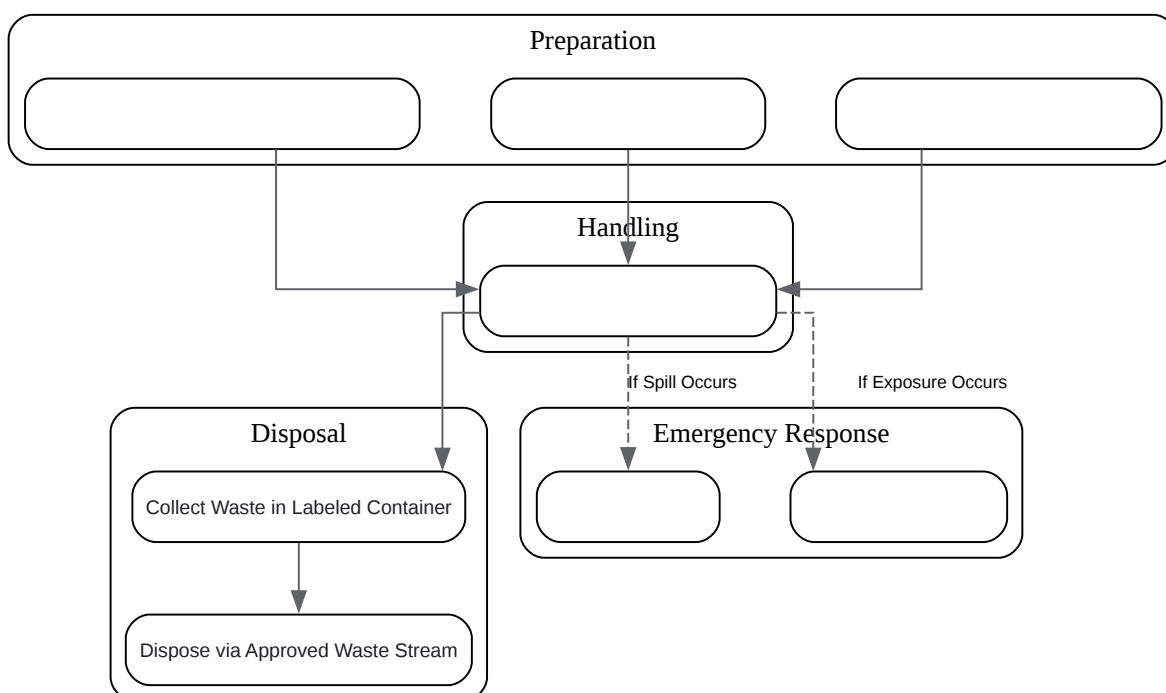 Preparation
Handling
If Spill Occurs
If Exposure Occurs
Disposal
Emergency Response
Collect Waste in Labeled Container
Dispose via Approved Waste Stream